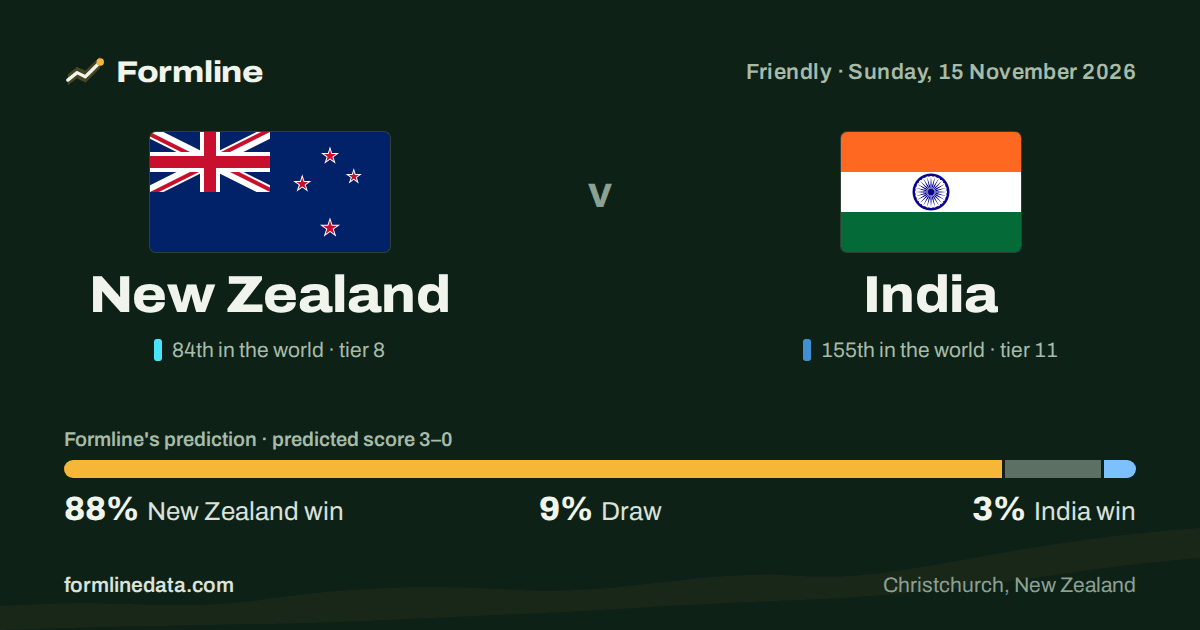 Formline
Friendly · Sunday, 15 November 2026
v
New Zealand
India
84th in the world · tier 8
155th in the world · tier 11
Formline's prediction · predicted score 3–0
88% New Zealand win
9% Draw
3% India win
formlinedata.com
Christchurch, New Zealand